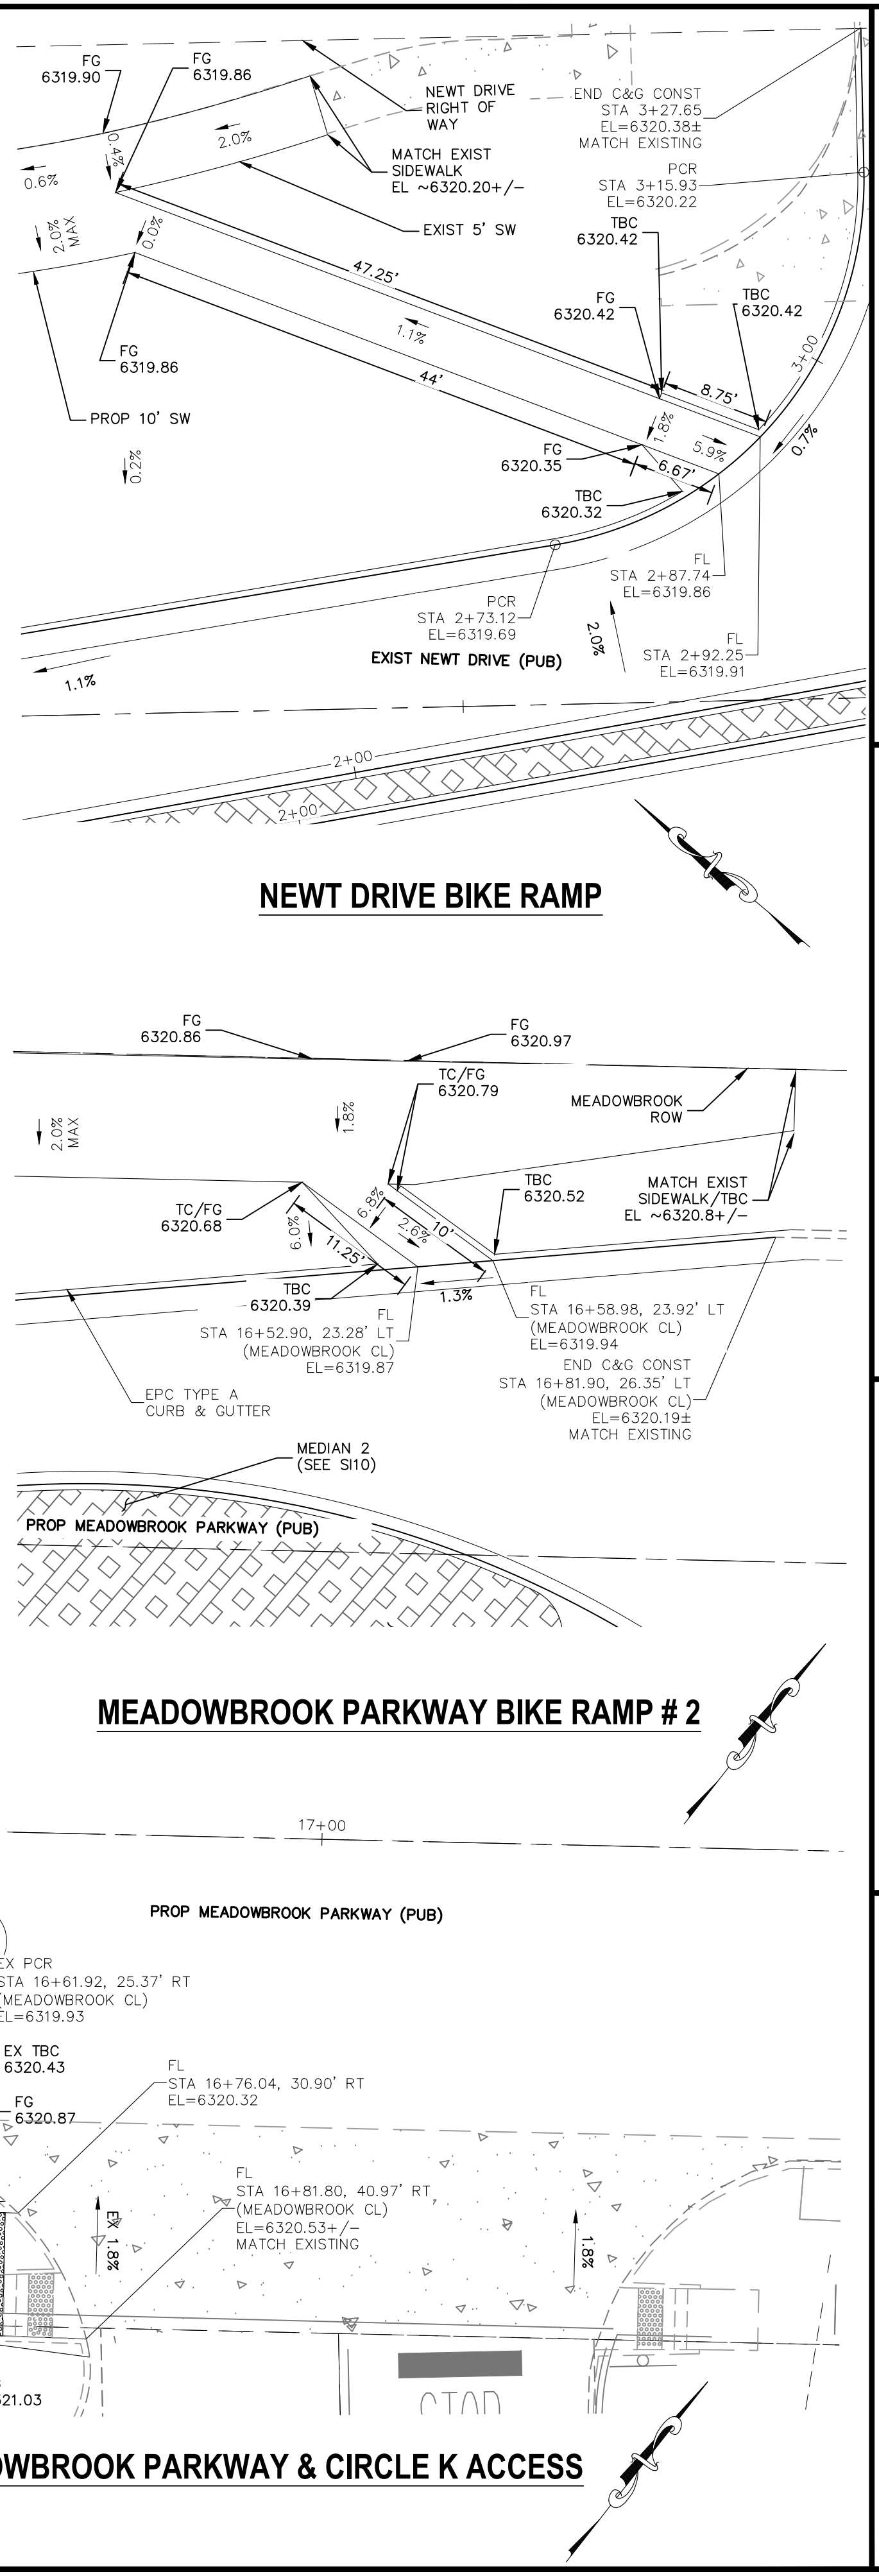 FG
6319.90
FG
6319.86
NEWT DRIVE
RIGHT OF
WAY
END C&G CONST
STA 3+27.65
EL=6320.38±
MATCH EXISTING
0.4%
2.0%
MATCH EXIST
SIDEWALK
EL ~6320.20+/-
PCR
STA 3+15.93
EL=6320.22
0.6%
2.0%
MAX
0.0%
EXIST 5' SW
TBC
6320.42
47.25'
FG
6320.42
TBC
6320.42
1.1%
3+00
FG
6319.86
44'
8.75'
PROP 10' SW
1.8%
5.9%
0.7%
0.2%
FG
6320.35
6.67'
TBC
6320.32
FL
STA 2+87.74
EL=6319.86
PCR
STA 2+73.12
EL=6319.69
2.0%
FL
STA 2+92.25
EL=6319.91
EXIST NEWT DRIVE (PUB)
1.1%
2+00
2+00
NEWT DRIVE BIKE RAMP
FG
6320.86
FG
6320.97
TC/FG
6320.79
MEADOWBROOK
ROW
2.0%
MAX
1.8%
TBC
6320.52
MATCH EXIST
SIDEWALK/TBC
EL ~6320.8+/-
TC/FG
6320.68
6.8%
2.6%
10'
6.0%
11.25'
TBC
6320.39
1.3%
FL
STA 16+52.90, 23.28' LT
(MEADOWBROOK CL)
EL=6319.87
FL
STA 16+58.98, 23.92' LT
(MEADOWBROOK CL)
EL=6319.94
END C&G CONST
STA 16+81.90, 26.35' LT
(MEADOWBROOK CL)
EL=6320.19±
MATCH EXISTING
EPC TYPE A
CURB & GUTTER
MEDIAN 2
(SEE SI10)
PROP MEADOWBROOK PARKWAY (PUB)
MEADOWBROOK PARKWAY BIKE RAMP # 2
17+00
PROP MEADOWBROOK PARKWAY (PUB)
EX PCR
STA 16+61.92, 25.37' RT
(MEADOWBROOK CL)
EL=6319.93
EX TBC
6320.43
FL
STA 16+76.04, 30.90' RT
EL=6320.32
FG
6320.87
FL
STA 16+81.80, 40.97' RT
(MEADOWBROOK CL)
EL=6320.53+/-
MATCH EXISTING
EX 1.8%
1.8%
21.03
STOP
OWBROOK PARKWAY & CIRCLE K ACCESS